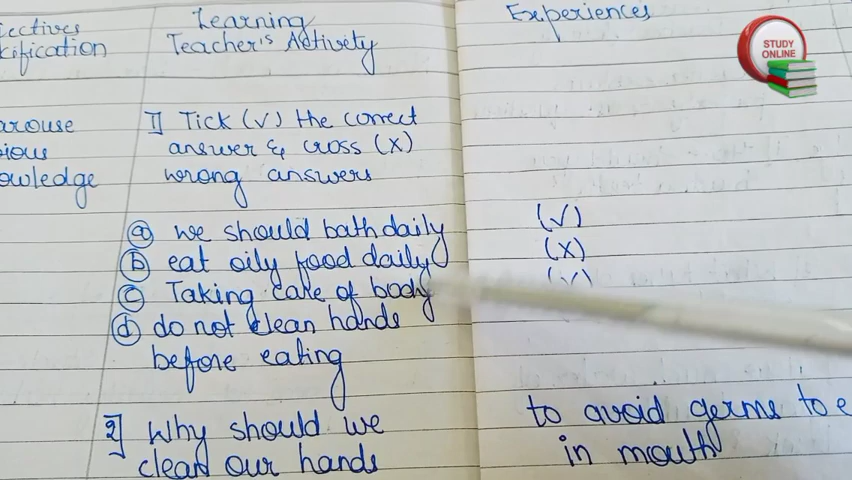 Learning
Experiences
Teacher's Activity
STUDY
ONLINE
1] Tick (√) the correct
answer & cross (X)
wrong answers
(a) we should bath daily (√)
(b) eat oily food daily (X)
(c) Taking care of body (√)
(d) do not clean hands
before eating
2] Why should we
clean our hands
to avoid germs to
in mouth